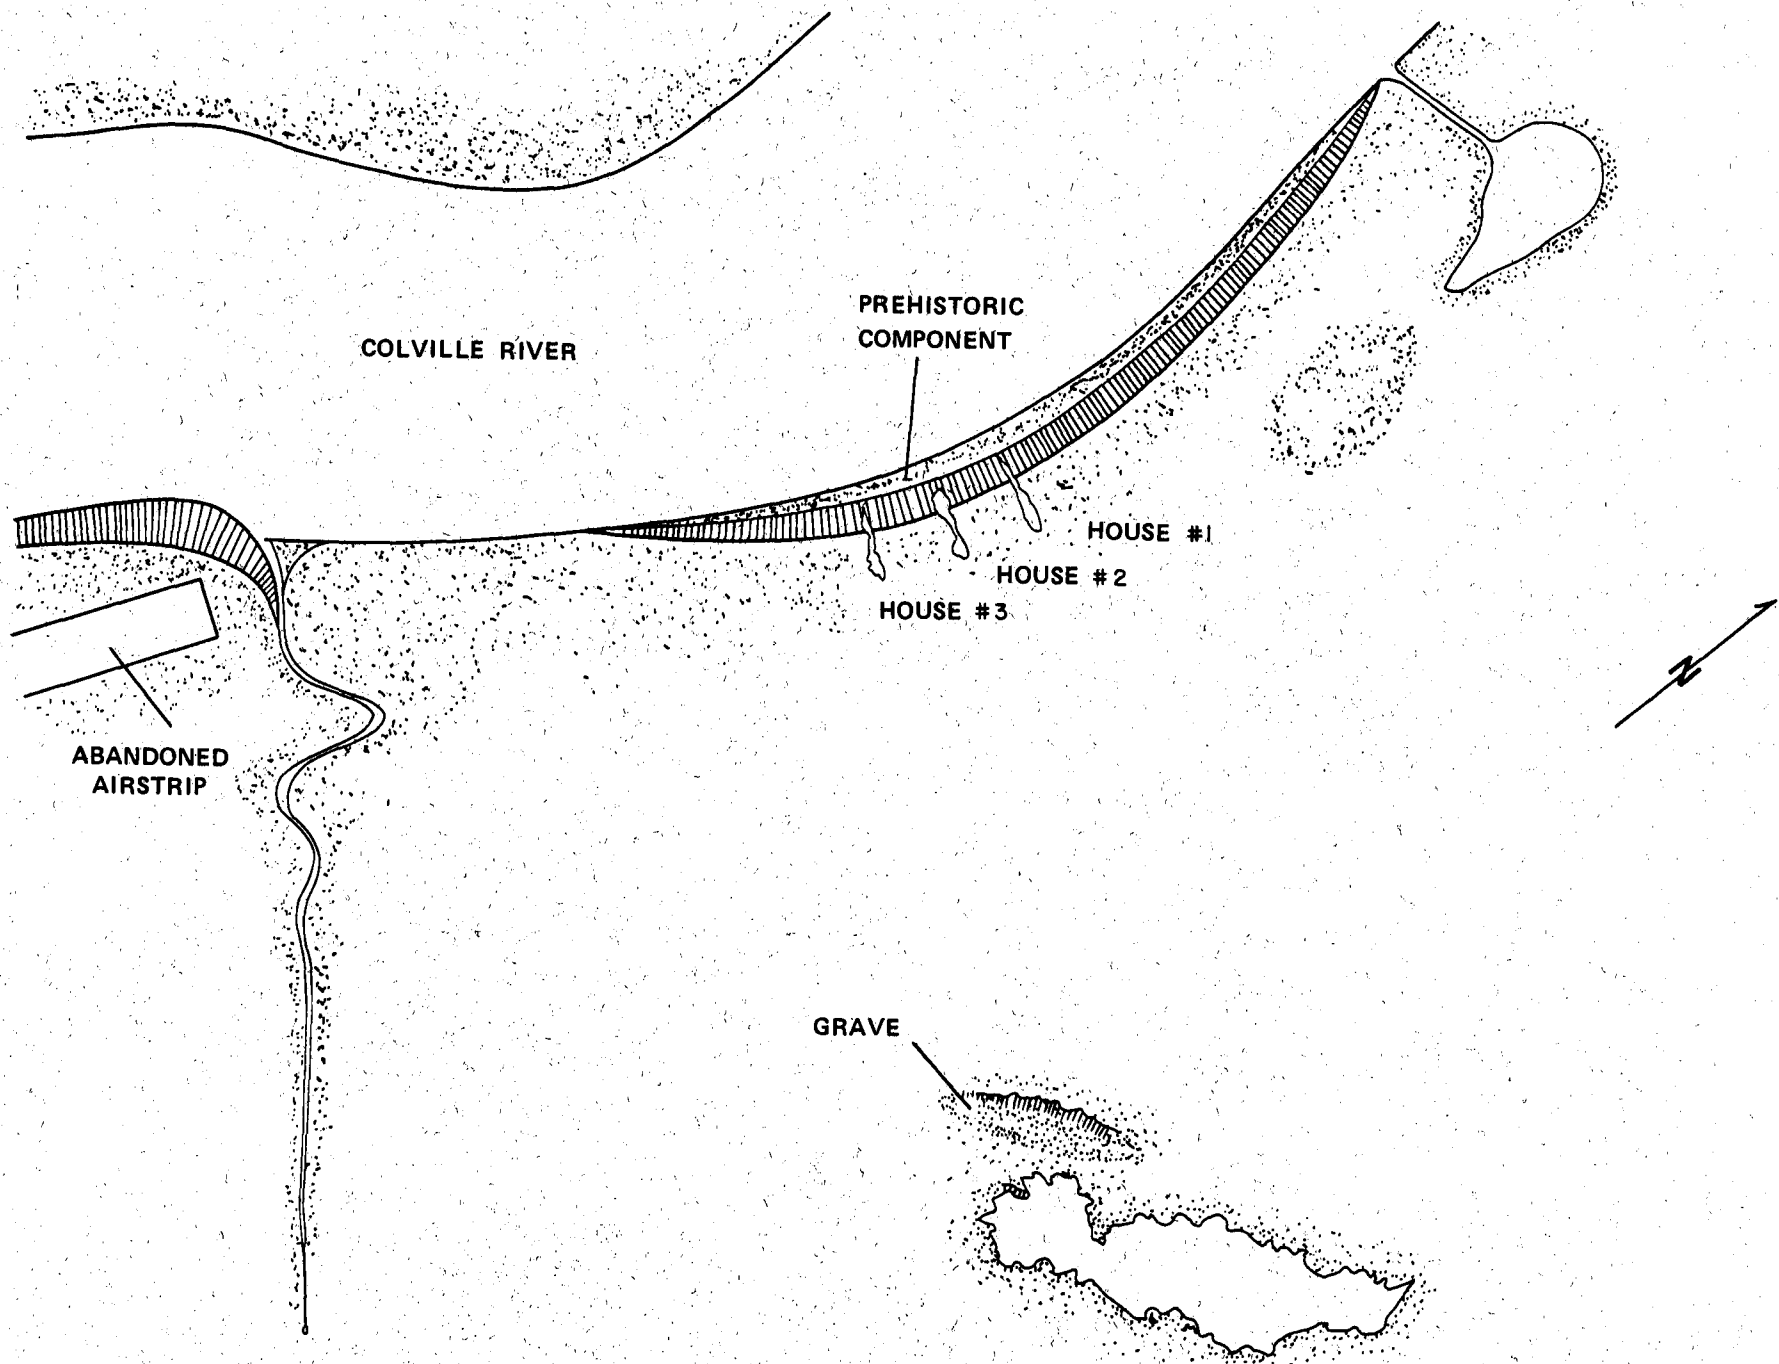 PREHISTORIC
COMPONENT
COLVILLE RIVER
HOUSE #1
HOUSE #2
HOUSE #3
N
ABANDONED
AIRSTRIP
GRAVE